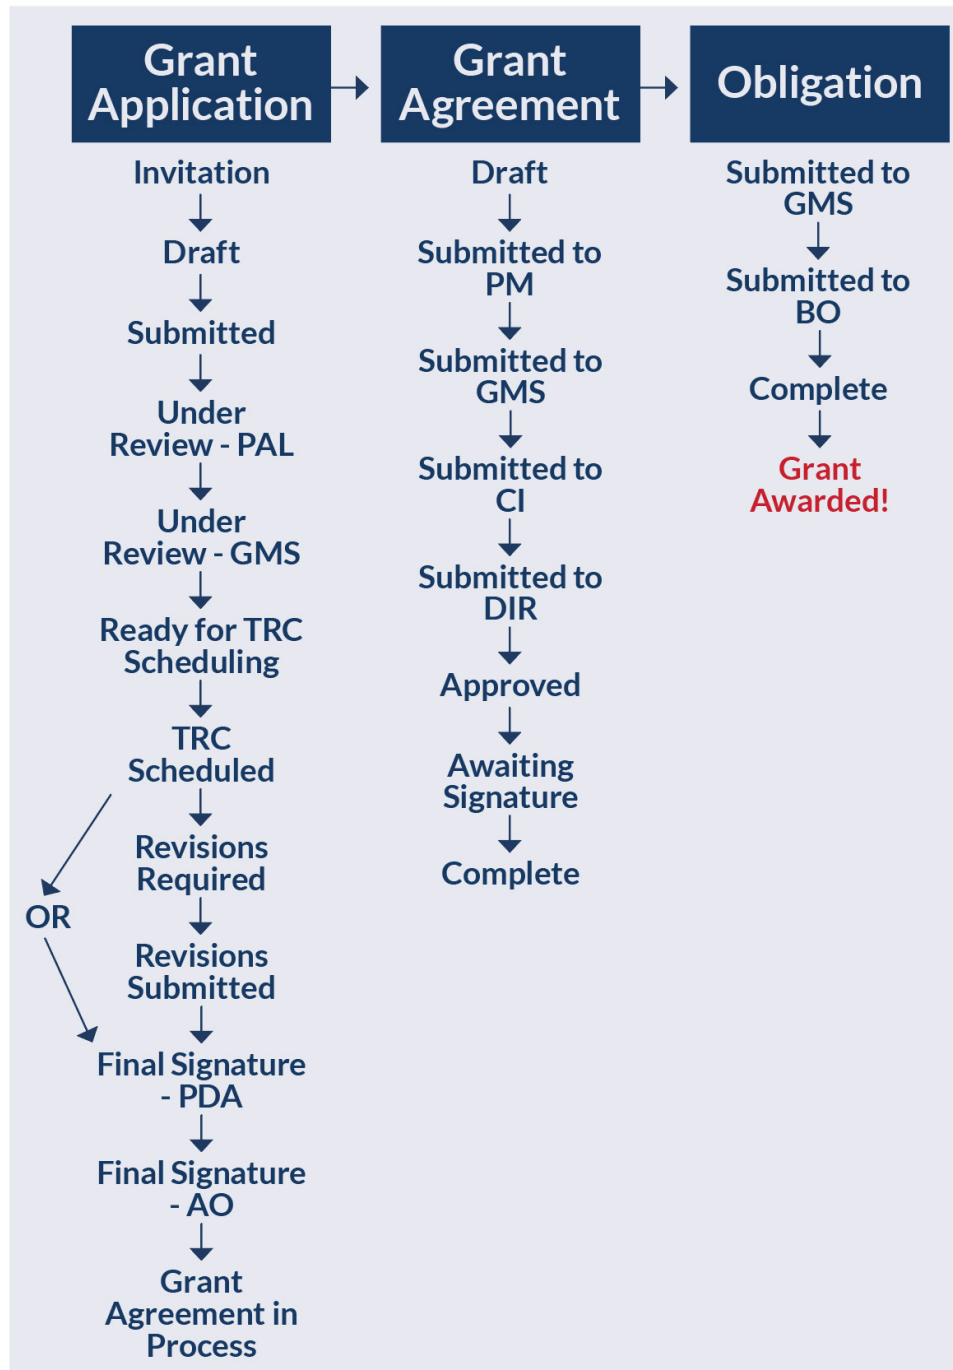 Grant
Application
Invitation
Draft
Submitted
Under
Review - PAL
Under
Review - GMS
Ready for TRC
Scheduling
TRC
Scheduled
Revisions
Required
OR
Revisions
Submitted
Final Signature
- PDA
Final Signature
- AO
Grant
Agreement in
Process
Grant
Agreement
Draft
Submitted to
PM
Submitted to
GMS
Submitted to
CI
Submitted to
DIR
Approved
Awaiting
Signature
Complete
Obligation
Submitted to
GMS
Submitted to
BO
Complete
Grant
Awarded!